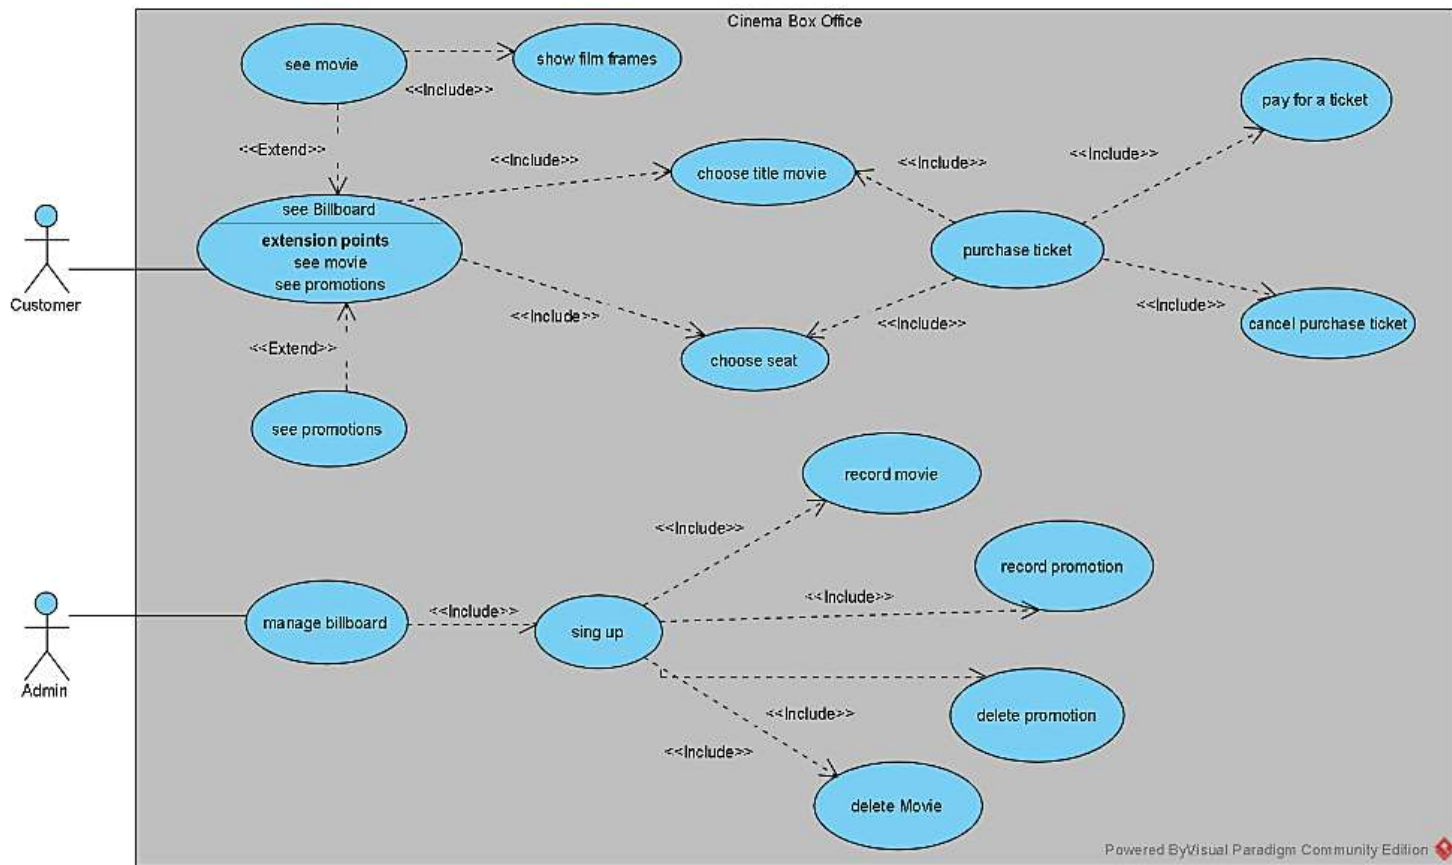 Cinema Box Office
see movie
show film frames
<<Include>>
pay for a ticket
<<Extend>>
<<Include>>
<<Include>>
<<Include>>
choose title movie
see Billboard
extension points
see movie
see promotions
purchase ticket
Customer
<<Include>>
<<Include>>
<<Include>>
cancel purchase ticket
<<Extend>>
choose seat
see promotions
record movie
<<Include>>
record promotion
<<Include>>
<<Include>>
manage billboard
sing up
Admin
<<Include>>
delete promotion
<<Include>>
delete Movie
Powered ByVisual Paradigm Community Edition